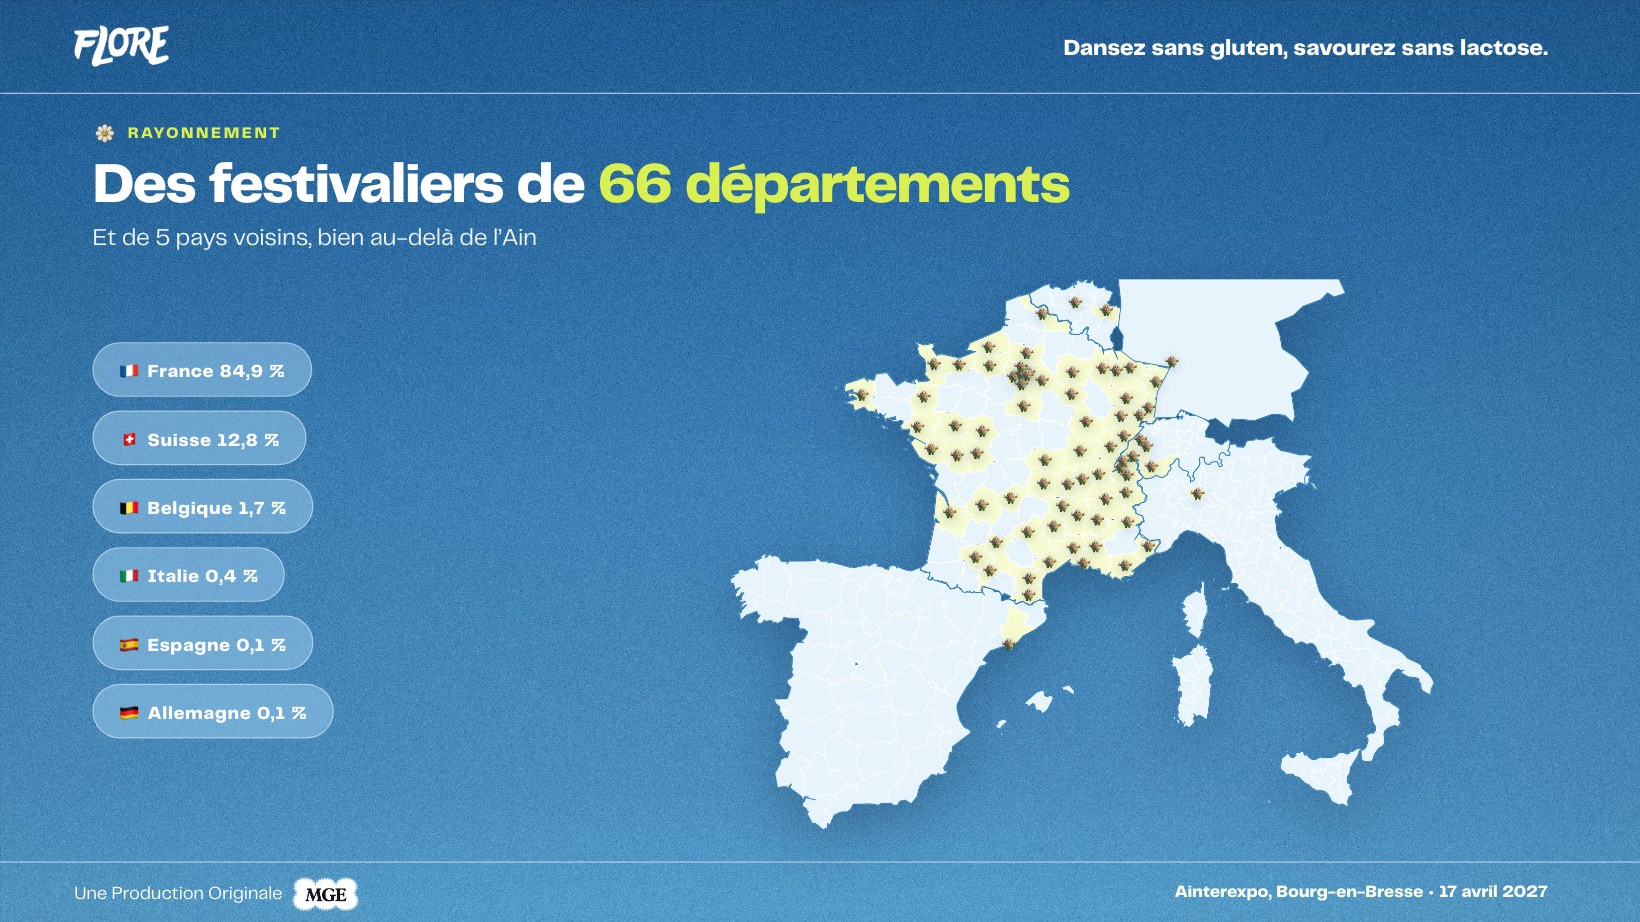 FLORE
Dansez sans gluten, savourez sans lactose.
RAYONNEMENT
Des festivaliers de 66 départements
Et de 5 pays voisins, bien au-delà de l'Ain
France 84,9 %
Suisse 12,8 %
Belgique 1,7 %
Italie 0,4 %
Espagne 0,1 %
Allemagne 0,1 %
Une Production Originale MGE
Ainterexpo, Bourg-en-Bresse • 17 avril 2027